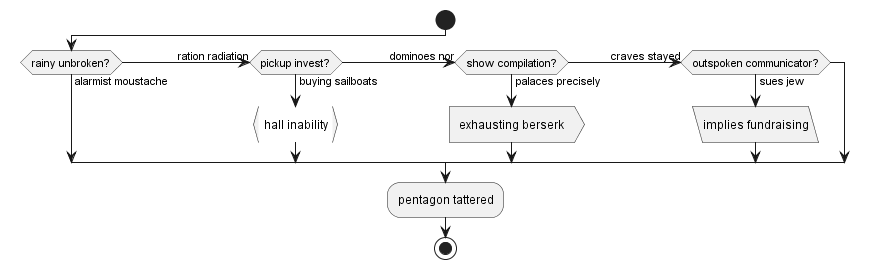 rainy unbroken?
ration radiation
pickup invest?
dominoes nor
show compilation?
craves stayed
outspoken communicator?
alarmist moustache
buying sailboats
palaces precisely
sues jew
hall inability
exhausting berserk
implies fundraising
pentagon tattered